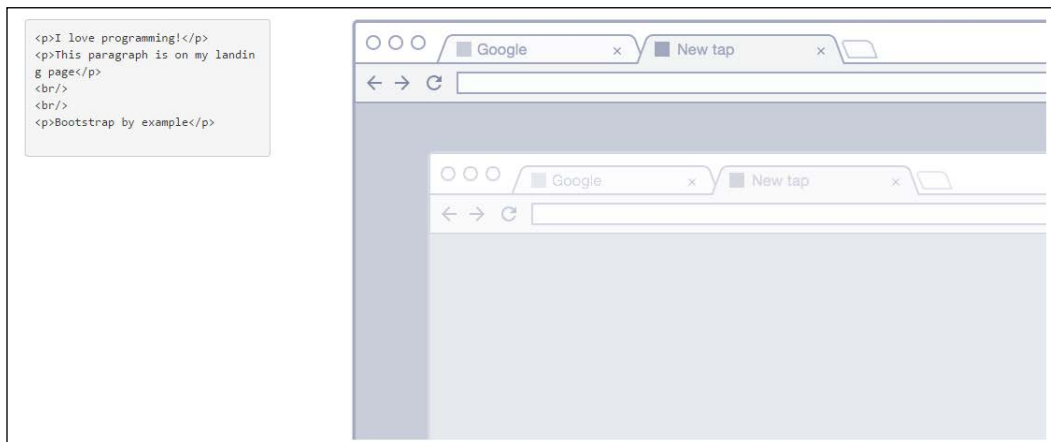 <p>I love programming!</p>
<p>This paragraph is on my landin
g page</p>
<br/>
<br/>
<p>Bootstrap by example</p>
Google × New tap ×
Google × New tap ×